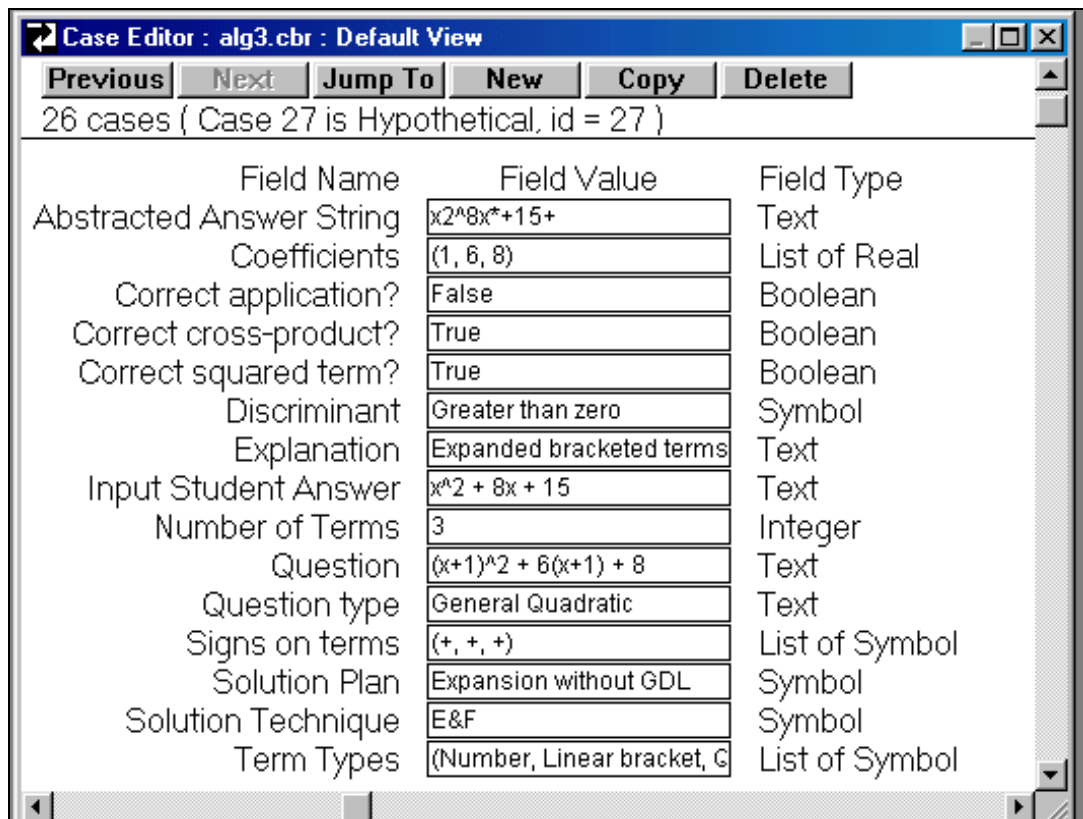 Case Editor : alg3.cbr : Default View
Previous Next Jump To New Copy Delete
26 cases ( Case 27 is Hypothetical, id = 27 )
Field Name Field Value Field Type
Abstracted Answer String x2^8x*+15+ Text
Coefficients (1, 6, 8) List of Real
Correct application? False Boolean
Correct cross-product? True Boolean
Correct squared term? True Boolean
Discriminant Greater than zero Symbol
Explanation Expanded bracketed terms Text
Input Student Answer x^2 + 8x + 15 Text
Number of Terms 3 Integer
Question (x+1)^2 + 6(x+1) + 8 Text
Question type General Quadratic Text
Signs on terms (+, +, +) List of Symbol
Solution Plan Expansion without GDL Symbol
Solution Technique E&F Symbol
Term Types (Number, Linear bracket, Q List of Symbol